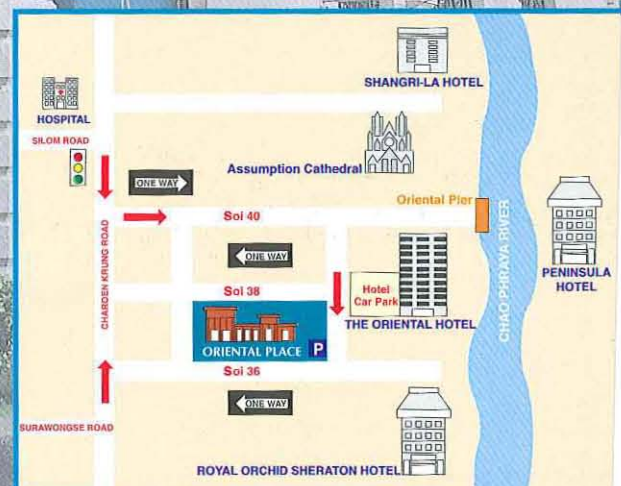 SHANGRI-LA HOTEL
HOSPITAL
SILOM ROAD
Assumption Cathedral
ONE WAY
Oriental Pier
Soi 40
CHARDEN KRUNG ROAD
ONE WAY
CHAO PHRAYA RIVER
PENINSULA
HOTEL
Soi 38
Hotel
Car Park
THE ORIENTAL HOTEL
ORIENTAL PLACE
P
Soi 36
ONE WAY
SURAWONGSE ROAD
ROYAL ORCHID SHERATON HOTEL